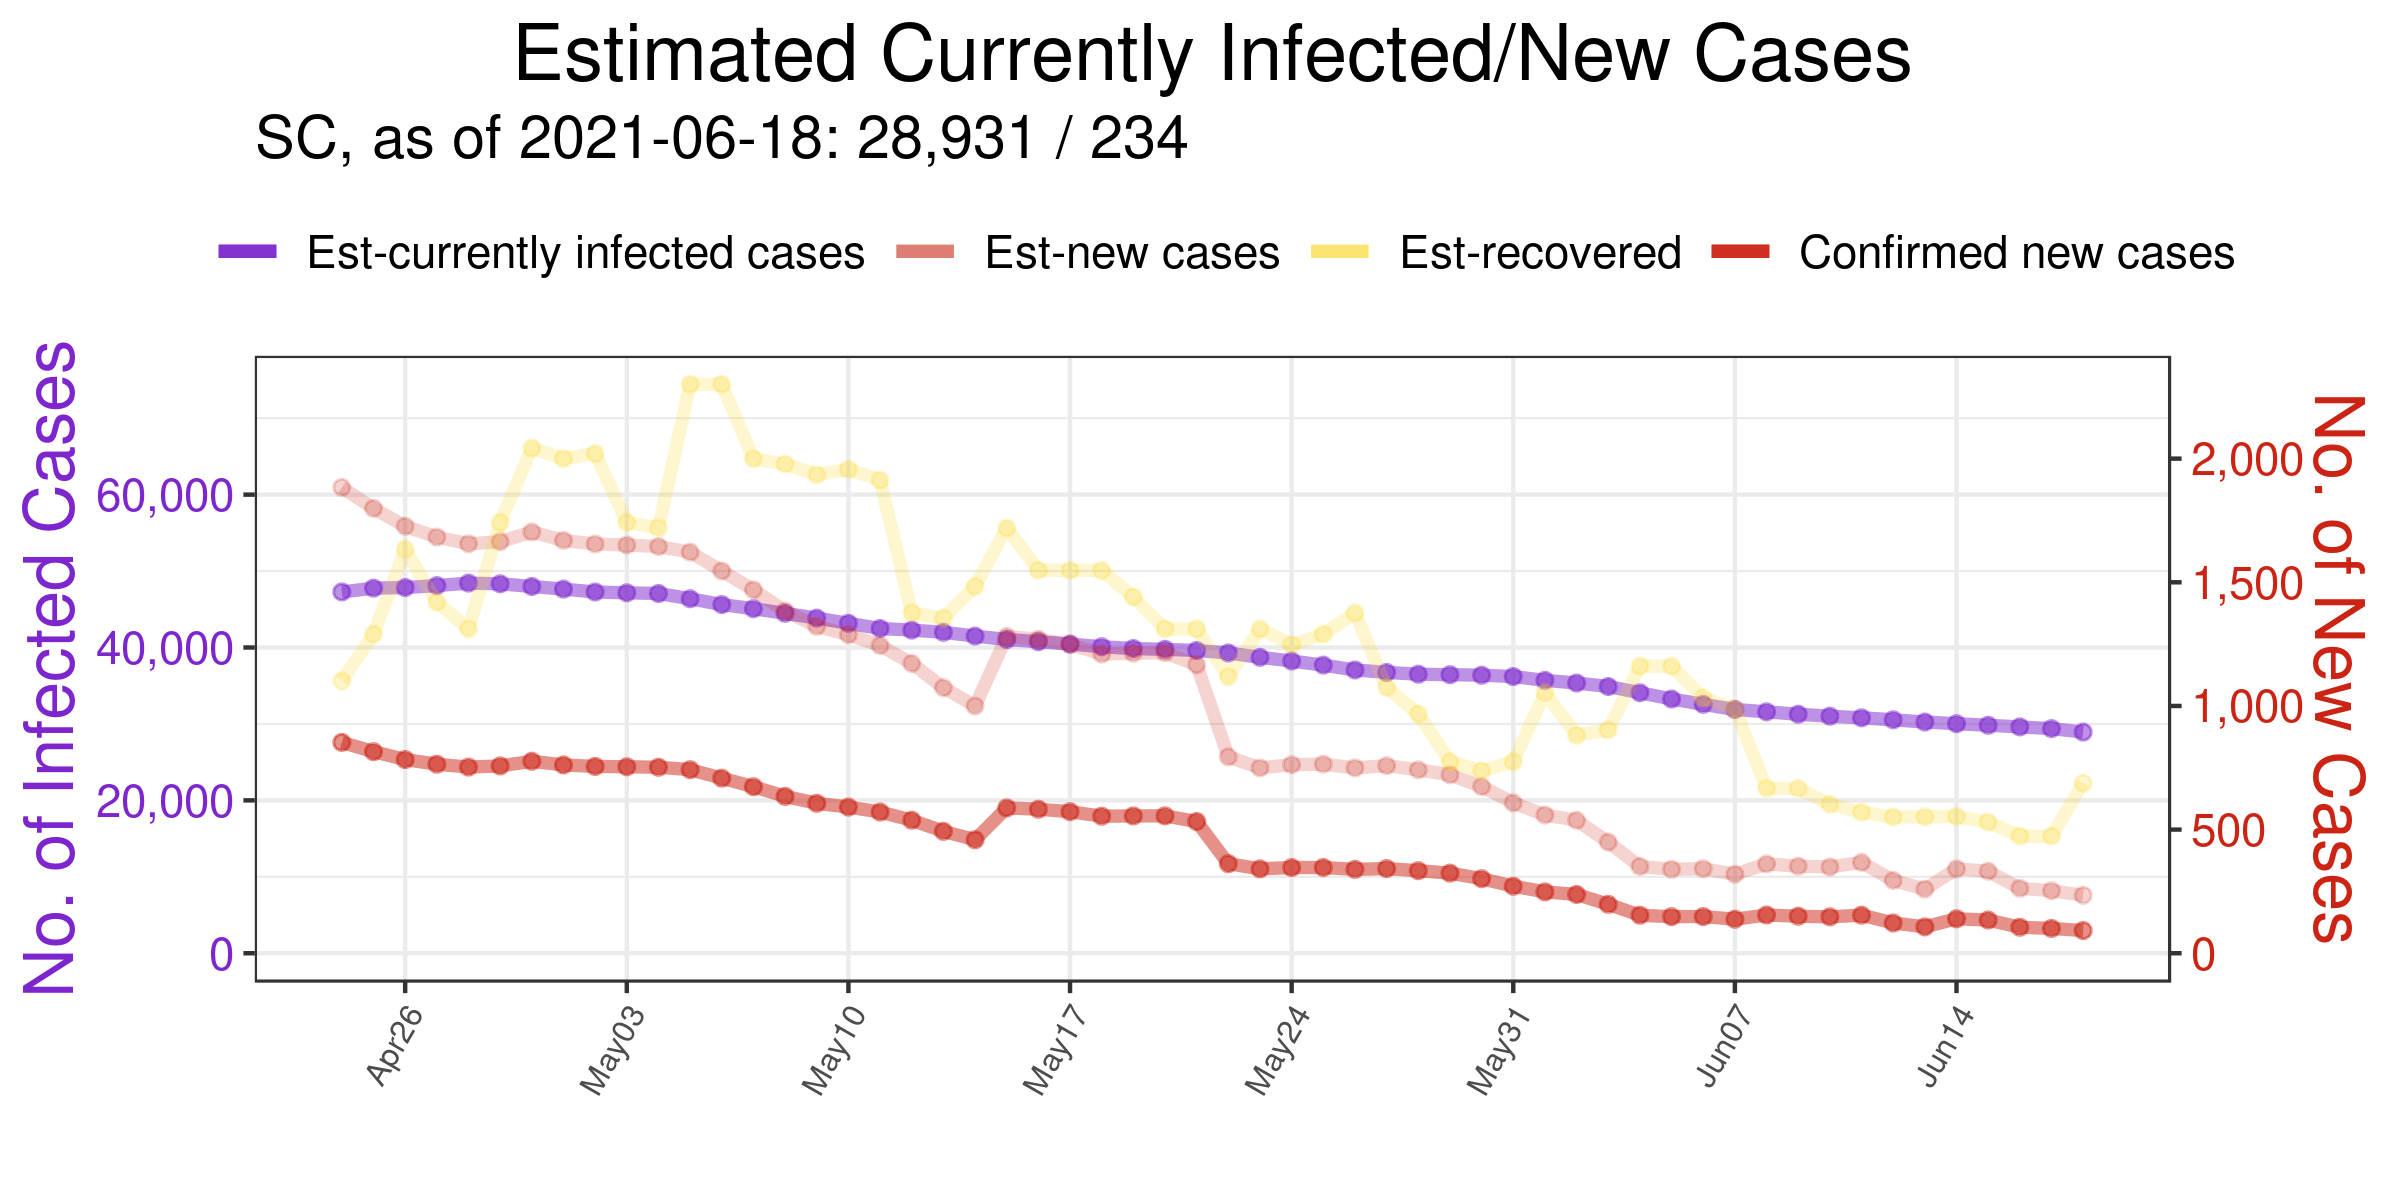 Estimated Currently Infected/New Cases
SC, as of 2021-06-18: 28,931 / 234
Est-currently infected cases
Est-new cases
Est-recovered
Confirmed new cases
No. of Infected Cases
60,000
40,000
20,000
0
2,000
1,500
1,000
500
0
No. of New Cases
Apr26
May03
May10
May17
May24
May31
Jun07
Jun14